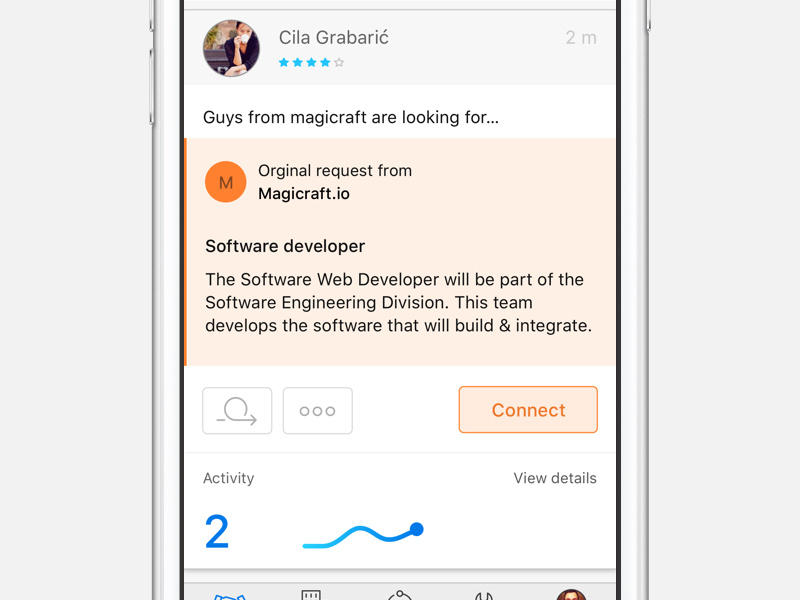 Cila Grabarić
2 m
Guys from magicraft are looking for...
M
Orginal request from
Magicraft.io
Software developer
The Software Web Developer will be part of the
Software Engineering Division. This team
develops the software that will build & integrate.
Connect
Activity
View details
2